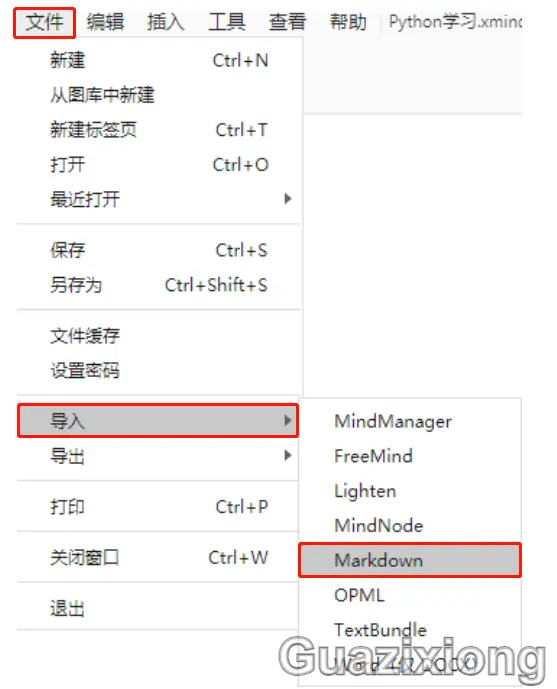 文件 编辑 插入 工具 查看 帮助 Python学习.xmind
新建 Ctrl+N
从图库中新建
新建标签页 Ctrl+T
打开 Ctrl+O
最近打开
保存 Ctrl+S
另存为 Ctrl+Shift+S
文件缓存
设置密码
导入
导出
打印 Ctrl+P
关闭窗口 Ctrl+W
退出
MindManager
FreeMind
Lighten
MindNode
Markdown
OPML
TextBundle
Word (仅 DOCX)
Guazixiong